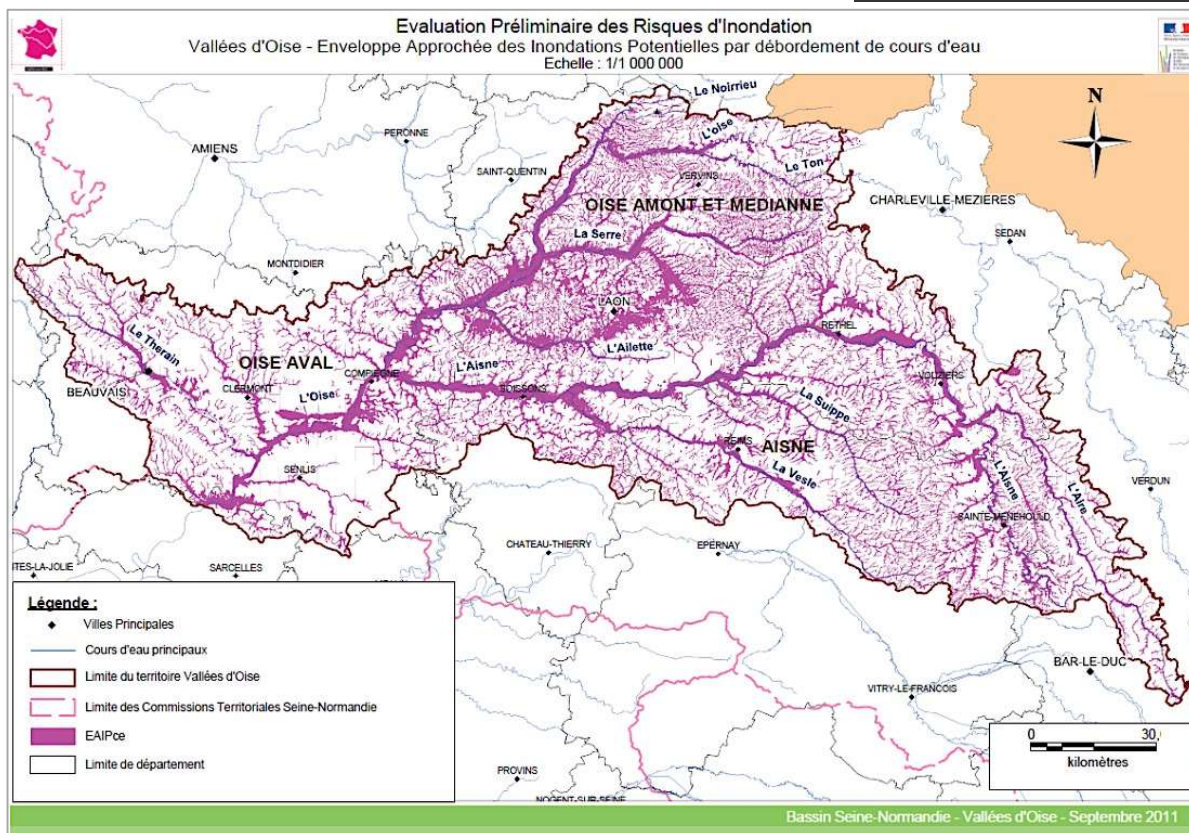 Evaluation Préliminaire des Risques d'Inondation
Vallées d'Oise - Enveloppe Approchée des Inondations Potentielles par débordement de cours d'eau
Echelle : 1/1 000 000
N
Le Noirrieu
L'oise
Le Ton
PERONNE
AMIENS
SAINT-QUENTIN
VERVINS
CHARLEVILLE-MEZIERES
OISE AMONT ET MEDIANNE
SEDAN
La Serre
MONTDIDIER
LAON
RETHEL
Le Therain
OISE AVAL
L'Ailette
L'Aisne
COMPIEGNE
BEAUVAIS
CLERMONT
L'Oise
SOISSONS
VOUZIERS
La Suippe
REIMS
AISNE
La Vesle
SENLIS
L'Aisne
L'Aire
VERDUN
SAINTE-MENEHOULD
CHATEAU-THIERRY
EPERNAY
TES-LA-JOLIE
SARCELLES
BAR-LE-DUC
VITRY-LE-FRANCOIS
PROVINS
NOGENT-SUR-SEINE
Légende :
Villes Principales
Cours d'eau principaux
Limite du territoire Vallées d'Oise
Limite des Commissions Territoriales Seine-Normandie
EAIPce
Limite de département
0 30,
kilomètres
Bassin Seine-Normandie - Vallées d'Oise - Septembre 2011